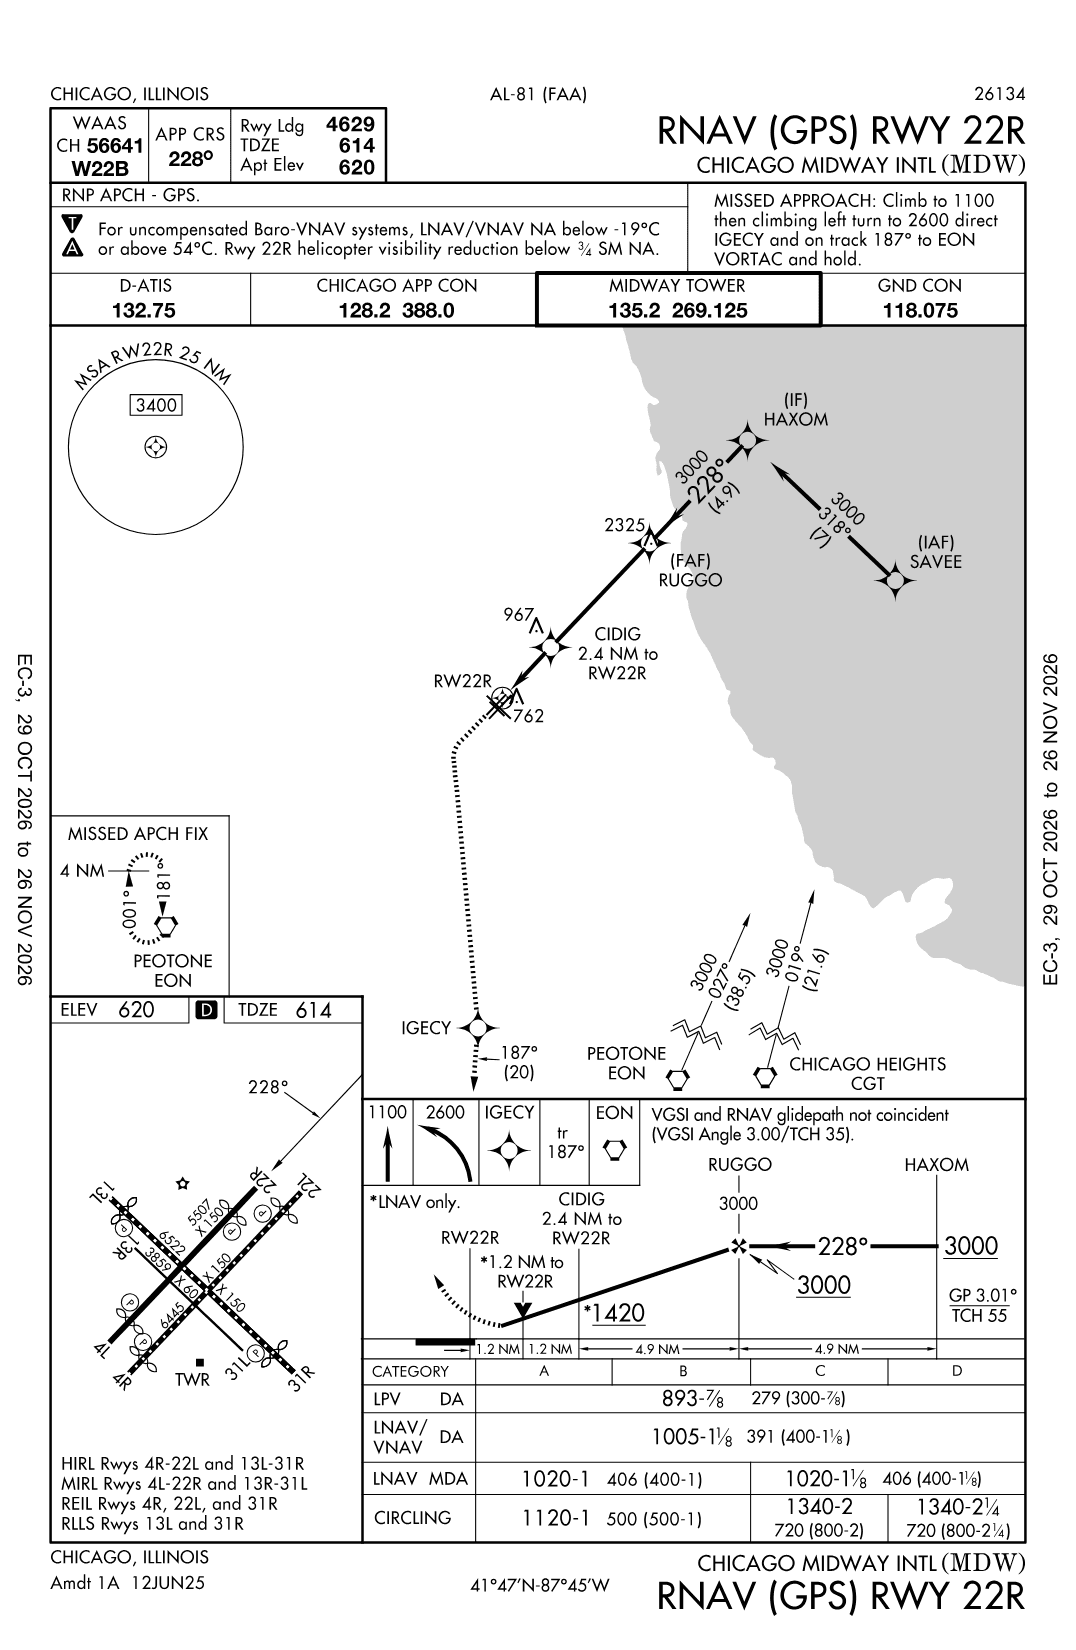 CHICAGO, ILLINOIS
AL-81 (FAA)
26134
WAAS
CH 56641
W22B
APP CRS
228°
Rwy Ldg 4629
TDZE 614
Apt Elev 620
RNAV (GPS) RWY 22R
CHICAGO MIDWAY INTL (MDW)
RNP APCH - GPS.
T
A
For uncompensated Baro-VNAV systems, LNAV/VNAV NA below -19°C
or above 54°C. Rwy 22R helicopter visibility reduction below ¾ SM NA.
MISSED APPROACH: Climb to 1100
then climbing left turn to 2600 direct
IGECY and on track 187° to EON
VORTAC and hold.
D-ATIS
132.75
CHICAGO APP CON
128.2 388.0
MIDWAY TOWER
135.2 269.125
GND CON
118.075
MSA RW22R 25 NM
3400
(IF)
HAXOM
3000
228°
(4.9)
3000
318°
(7)
(IAF)
SAVEE
2325
(FAF)
RUGGO
967
CIDIG
2.4 NM to
RW22R
RW22R
762
EC-3, 29 OCT 2026 to 26 NOV 2026
EC-3, 29 OCT 2026 to 26 NOV 2026
MISSED APCH FIX
4 NM
181°
001°
PEOTONE
EON
IGECY
187°
(20)
3000
027°
(38.5)
PEOTONE
EON
3000
019°
(21.6)
CHICAGO HEIGHTS
CGT
ELEV 620
D
TDZE 614
228°
22R
22L
13L
13R
5507
X 150
6522
X 150
3859
X 60
6445
X 150
P
P
P
P
P
P
4L
4R
TWR
31L
31R
HIRL Rwys 4R-22L and 13L-31R
MIRL Rwys 4L-22R and 13R-31L
REIL Rwys 4R, 22L, and 31R
RLLS Rwys 13L and 31R
1100
2600
IGECY
tr
187°
EON
VGSI and RNAV glidepath not coincident
(VGSI Angle 3.00/TCH 35).
*LNAV only.
RW22R
*1.2 NM to
RW22R
CIDIG
2.4 NM to
RW22R
RUGGO
3000
HAXOM
228°
3000
3000
*1420
GP 3.01°
TCH 55
1.2 NM
1.2 NM
4.9 NM
4.9 NM
CATEGORY A B C D
LPV DA 893-⅞ 279 (300-⅞)
LNAV/
VNAV DA 1005-1⅛ 391 (400-1⅛)
LNAV MDA 1020-1 406 (400-1) 1020-1⅛ 406 (400-1⅛)
CIRCLING 1120-1 500 (500-1) 1340-2 720 (800-2) 1340-2¼ 720 (800-2¼)
CHICAGO, ILLINOIS
Amdt 1A 12JUN25
41°47'N-87°45'W
CHICAGO MIDWAY INTL (MDW)
RNAV (GPS) RWY 22R